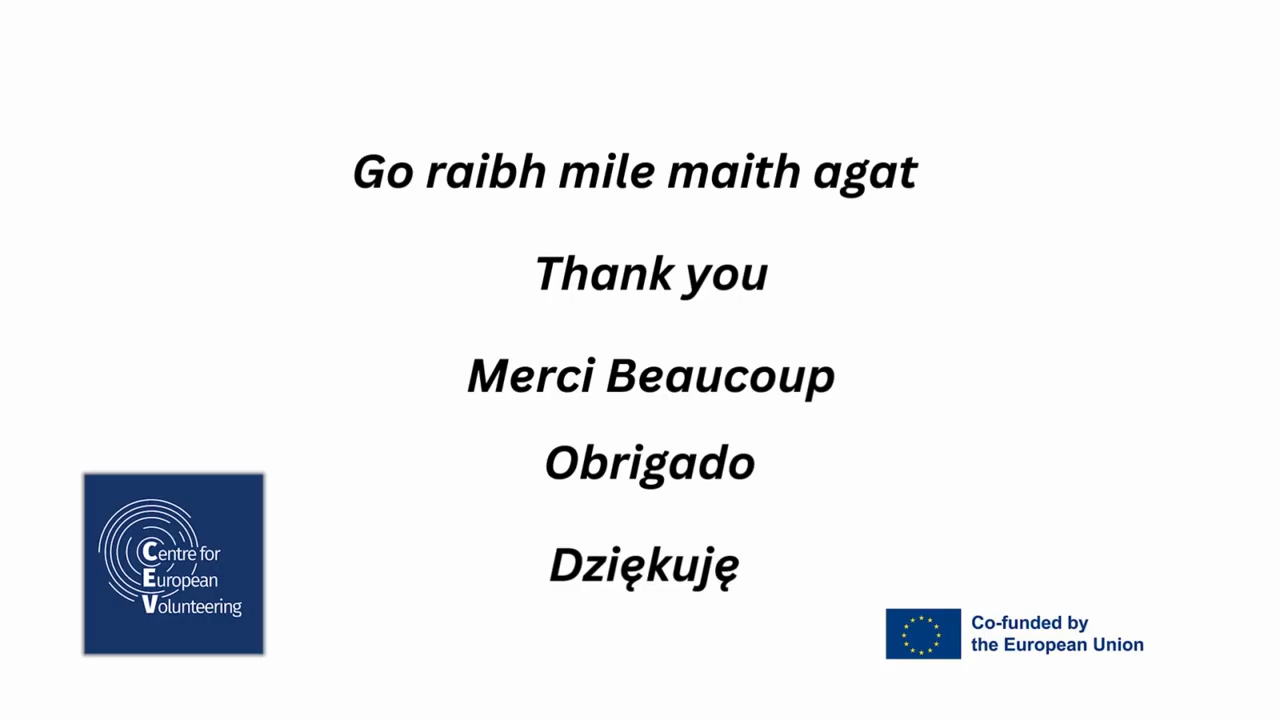 Go raibh mile maith agat
Thank you
Merci Beaucoup
Obrigado
Dziękuję
Centre for
European
Volunteering
Co-funded by
the European Union